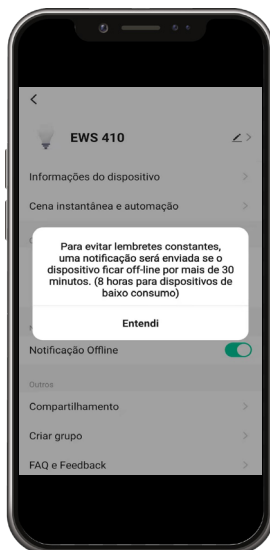 EWS 410
Informações do dispositivo
Cena instantânea e automação
Para evitar lembretes constantes,
uma notificação será enviada se o
dispositivo ficar off-line por mais de 30
minutos. (8 horas para dispositivos de
baixo consumo)
Entendi
Notificação Offline
Outros
Compartilhamento
Criar grupo
FAQ e Feedback